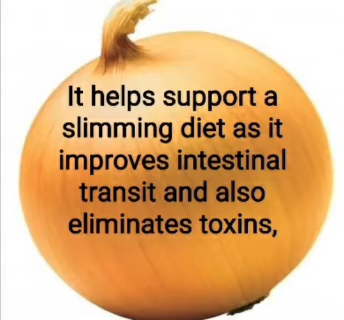 It helps support a
slimming diet as it
improves intestinal
transit and also
eliminates toxins,